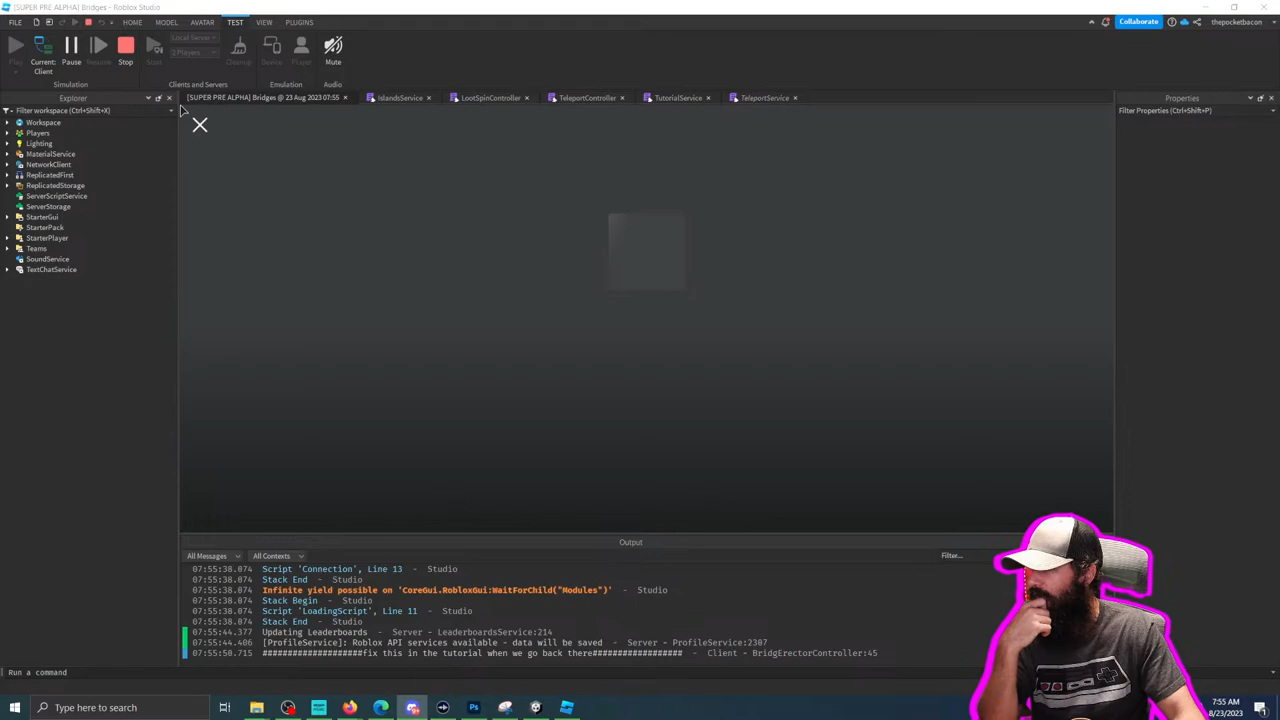 [SUPER PRE ALPHA] Bridges - Roblox Studio
FILE HOME MODEL AVATAR TEST VIEW PLUGINS Collaborate thepocketbacon
Play Current: Client Pause Resume Stop Start Local Server 2 Players Cleanup Device Player Mute
Simulation Clients and Servers Emulation Audio
Explorer
[SUPER PRE ALPHA] Bridges @ 23 Aug 2023 07:55 IslandsService LootSpinController TeleportController TutorialService TeleportService
Properties
Filter workspace (Ctrl+Shift+X)
Filter Properties (Ctrl+Shift+P)
Workspace
Players
Lighting
MaterialService
NetworkClient
ReplicatedFirst
ReplicatedStorage
ServerScriptService
ServerStorage
StarterGui
StarterPack
StarterPlayer
Teams
SoundService
TextChatService
Output
All Messages All Contexts Filter...
07:55:38.074 Script 'Connection', Line 13 - Studio
07:55:38.074 Stack End - Studio
07:55:38.074 Infinite yield possible on 'CoreGui.RobloxGui:WaitForChild("Modules")' - Studio
07:55:38.074 Stack Begin - Studio
07:55:38.074 Script 'LoadingScript', Line 11 - Studio
07:55:38.074 Stack End - Studio
07:55:44.377 Updating Leaderboards - Server - LeaderboardsService:214
07:55:44.406 [ProfileService]: Roblox API services available - data will be saved - Server - ProfileService:2307
07:55:50.715 ####################fix this in the tutorial when we go back there################## - Client - BridgErectorController:45
Run a command
Type here to search
7:55 AM
8/23/2023